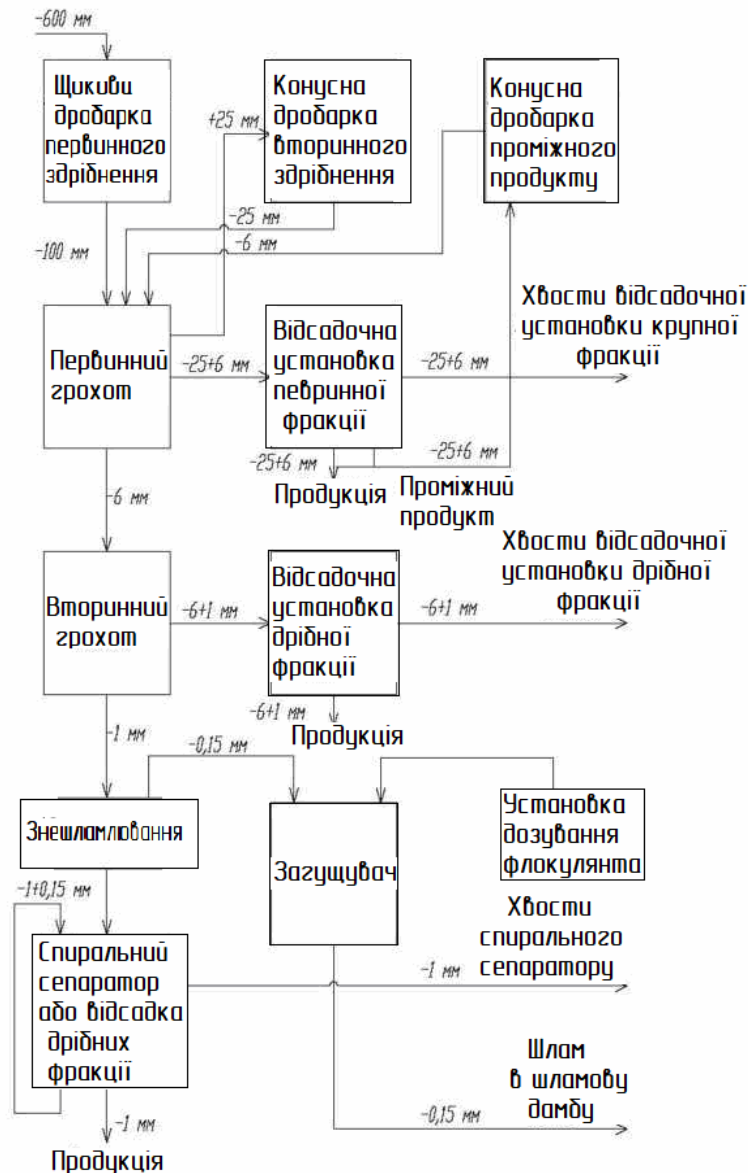 -600 мм
Щикиви
дробарка
первинного
здрібнення
+25 мм
Конусна
дробарка
вторинного
здрібнення
Конусна
дробарка
проміжного
продукту
-25 мм
-6 мм
-100 мм
Первинний
грохот
-25+6 мм
Відсадочна
установка
певринної
фракції
-25+6 мм
Хвости відсадочної
установки крупної
фракції
-25+6 мм
-25+6 мм
Продукція
Проміжний
продукт
-6 мм
Вторинний
грохот
-6+1 мм
Відсадочна
установка
дрібної
фракції
-6+1 мм
Хвости відсадочної
установки дрібної
фракції
-6+1 мм
Продукція
-1 мм
-0,15 мм
Знешламлювання
Загущувач
Установка
дозування
флокулянта
-1+0,15 мм
Спиральний
сепаратор
або відсадка
дрібних
фракції
Хвости
спирального
сепаратору
-1 мм
Шлам
в шламову
дамбу
-0,15 мм
-1 мм
Продукція